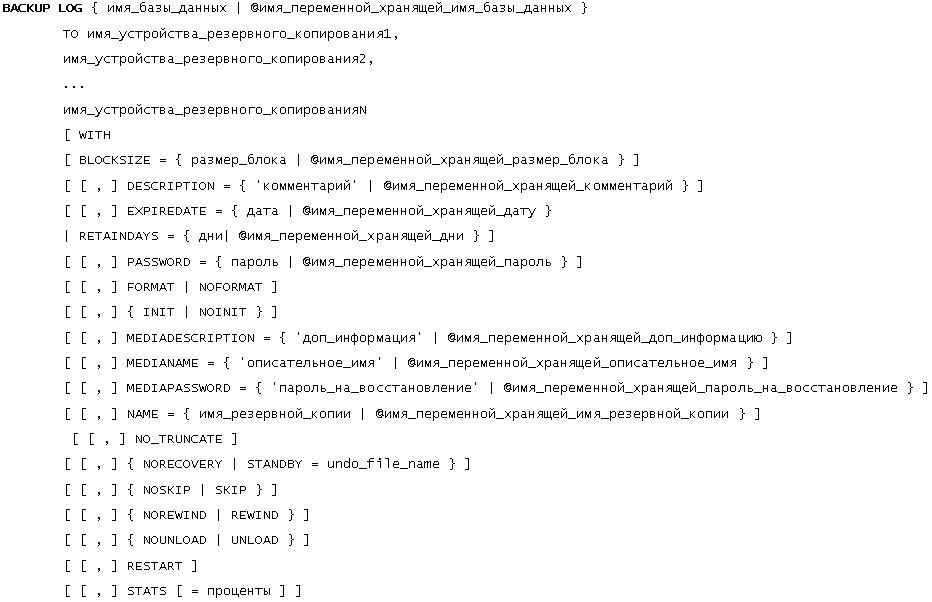 BACKUP LOG { имя_базы_данных | @имя_переменной_хранящей_имя_базы_данных }
TO имя_устройства_резервного_копирования1,
имя_устройства_резервного_копирования2,
...
имя_устройства_резервного_копированияN
[ WITH
[ BLOCKSIZE = { размер_блока | @имя_переменной_хранящей_размер_блока } ]
[ [ , ] DESCRIPTION = { 'комментарий' | @имя_переменной_хранящей_комментарий } ]
[ [ , ] EXPIREDATE = { дата | @имя_переменной_хранящей_дату }
| RETAINDAYS = { дни| @имя_переменной_хранящей_дни } ]
[ [ , ] PASSWORD = { пароль | @имя_переменной_хранящей_пароль } ]
[ [ , ] FORMAT | NOFORMAT ]
[ [ , ] { INIT | NOINIT } ]
[ [ , ] MEDIADESCRIPTION = { 'доп_информация' | @имя_переменной_хранящей_доп_информацию } ]
[ [ , ] MEDIANAME = { 'описательное_имя' | @имя_переменной_хранящей_описательное_имя } ]
[ [ , ] MEDIAPASSWORD = { 'пароль_на_восстановление' | @имя_переменной_хранящей_пароль_на_восстановление } ]
[ [ , ] NAME = { имя_резервной_копии | @имя_переменной_хранящей_имя_резервной_копии } ]
[ [ , ] NO_TRUNCATE ]
[ [ , ] { NORECOVERY | STANDBY = undo_file_name } ]
[ [ , ] { NOSKIP | SKIP } ]
[ [ , ] { NOREWIND | REWIND } ]
[ [ , ] { NOUNLOAD | UNLOAD } ]
[ [ , ] RESTART ]
[ [ , ] STATS [ = проценты ] ]